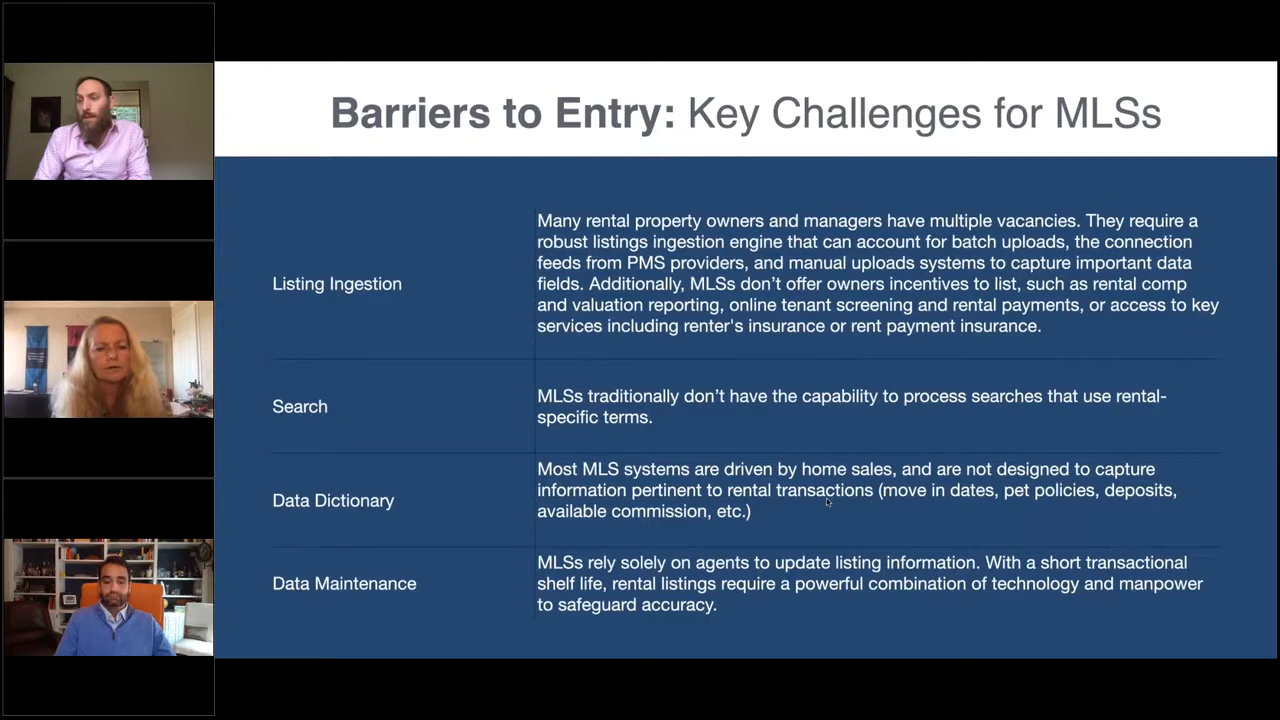 Barriers to Entry: Key Challenges for MLSs
Listing Ingestion
Many rental property owners and managers have multiple vacancies. They require a
robust listings ingestion engine that can account for batch uploads, the connection
feeds from PMS providers, and manual uploads systems to capture important data
fields. Additionally, MLSs don’t offer owners incentives to list, such as rental comp
and valuation reporting, online tenant screening and rental payments, or access to key
services including renter's insurance or rent payment insurance.
Search
MLSs traditionally don’t have the capability to process searches that use rental-
specific terms.
Data Dictionary
Most MLS systems are driven by home sales, and are not designed to capture
information pertinent to rental transactions (move in dates, pet policies, deposits,
available commission, etc.)
Data Maintenance
MLSs rely solely on agents to update listing information. With a short transactional
shelf life, rental listings require a powerful combination of technology and manpower
to safeguard accuracy.